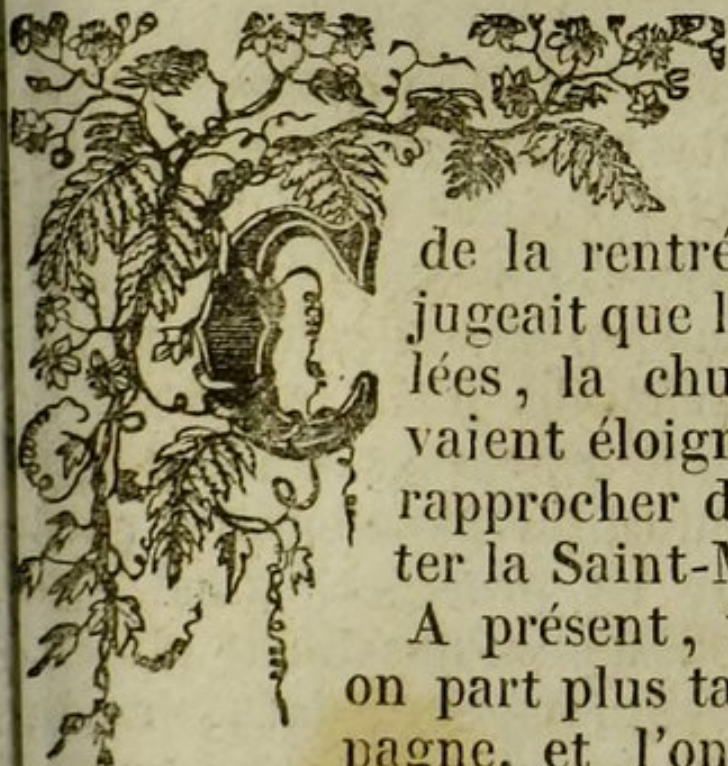 C
de la rentré
jugeait que l
lées, la chu
vaient éloign
rapprocher d
ter la Saint-M
A présent,
on part plus ta
pagne, et l'on